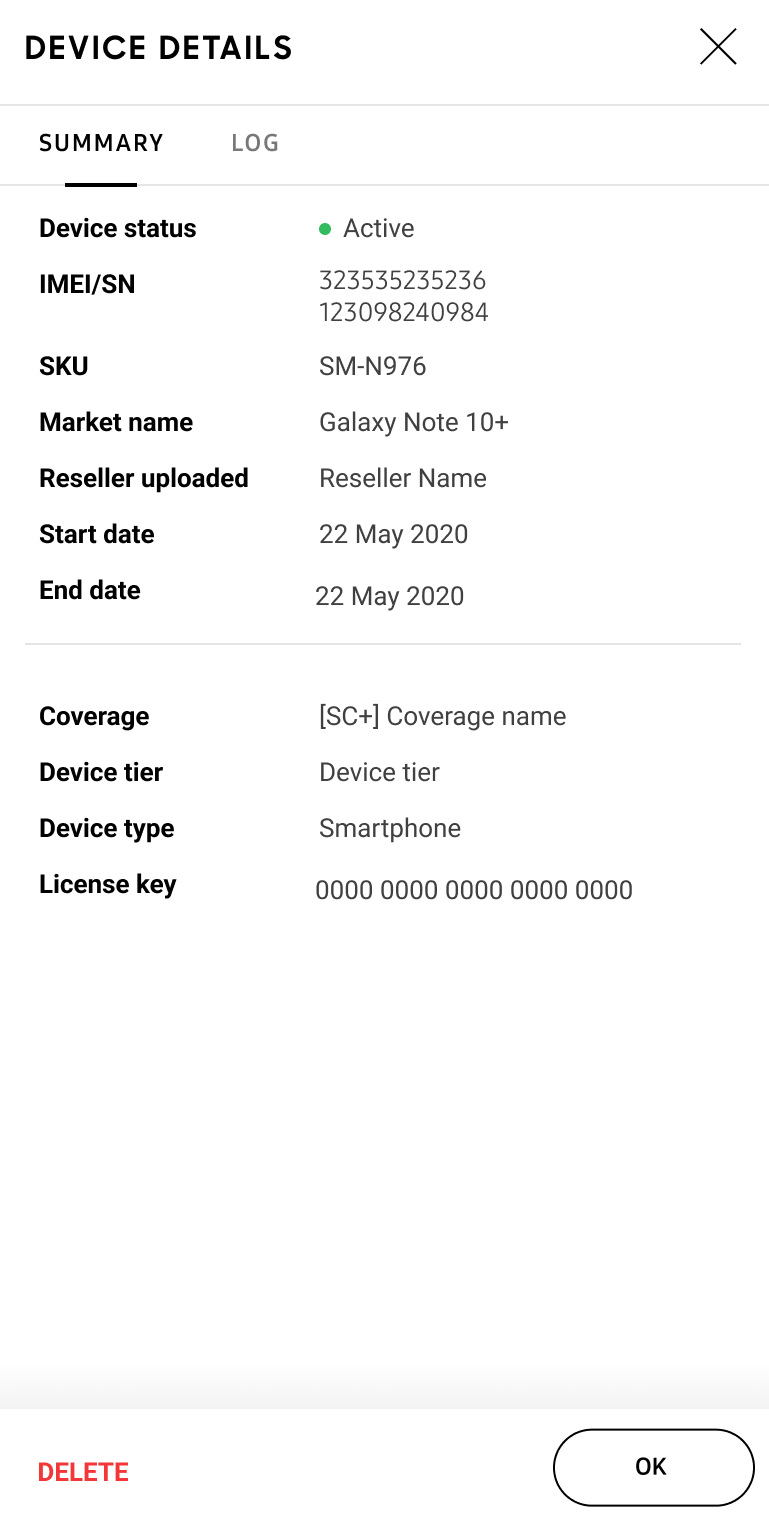 DEVICE DETAILS
SUMMARY LOG
Device status Active
IMEI/SN 323535235236
123098240984
SKU SM-N976
Market name Galaxy Note 10+
Reseller uploaded Reseller Name
Start date 22 May 2020
End date 22 May 2020
Coverage [SC+] Coverage name
Device tier Device tier
Device type Smartphone
License key 0000 0000 0000 0000 0000
DELETE OK